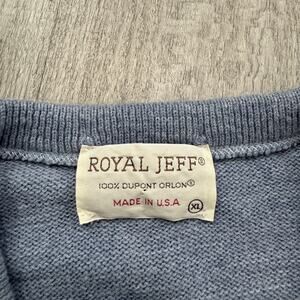 ROYAL JEFF®
100% DUPONT ORLON®
MADE IN U.S.A
XL